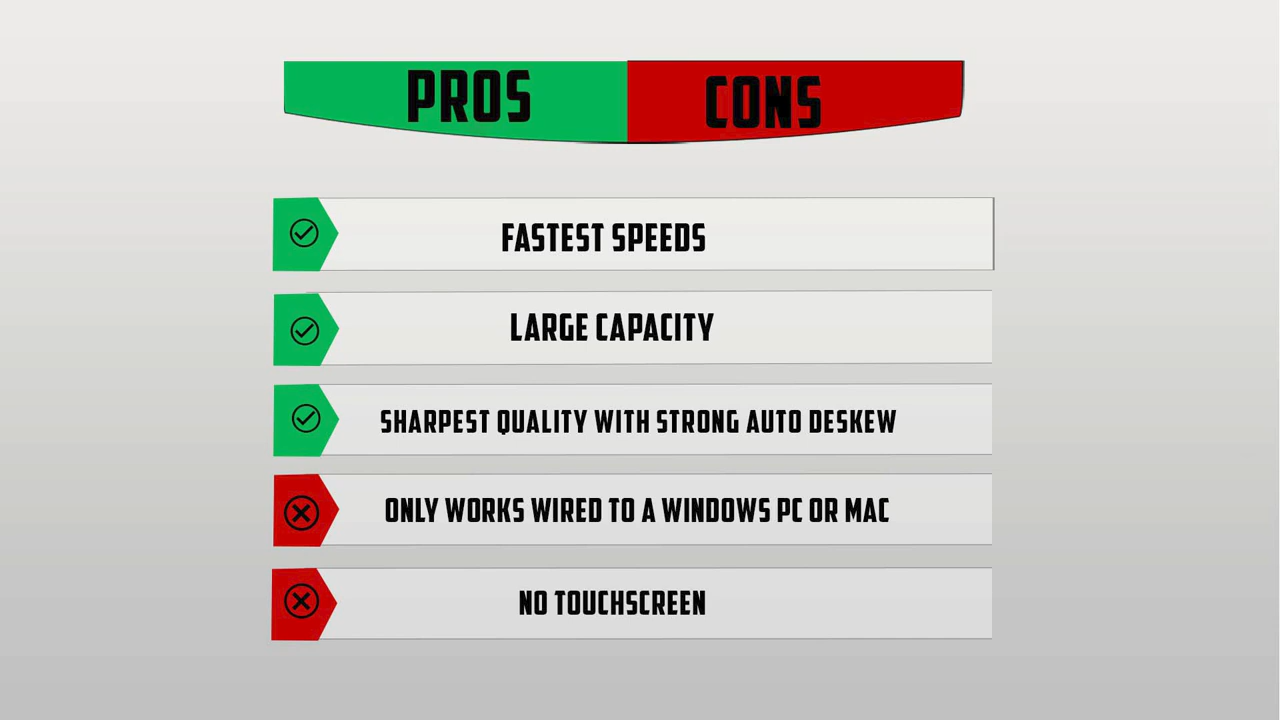 PROS CONS
FASTEST SPEEDS
LARGE CAPACITY
SHARPEST QUALITY WITH STRONG AUTO DESKEW
ONLY WORKS WIRED TO A WINDOWS PC OR MAC
NO TOUCHSCREEN